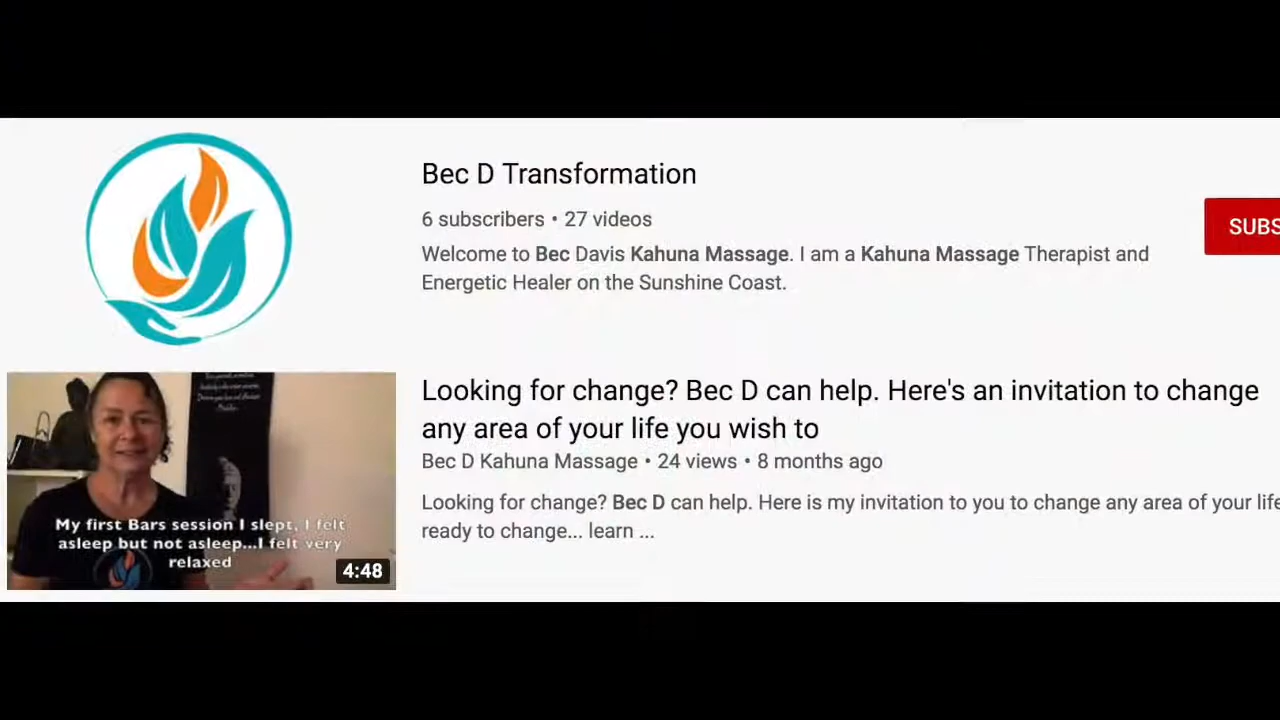 Bec D Transformation
6 subscribers • 27 videos
SUBS
Welcome to Bec Davis Kahuna Massage. I am a Kahuna Massage Therapist and
Energetic Healer on the Sunshine Coast.
Looking for change? Bec D can help. Here's an invitation to change
any area of your life you wish to
Bec D Kahuna Massage • 24 views • 8 months ago
Looking for change? Bec D can help. Here is my invitation to you to change any area of your life
ready to change... learn ...
My first Bars session I slept, I felt
asleep but not asleep...I felt very
relaxed
4:48